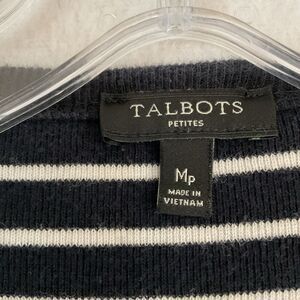 TALBOTS
PETITES
Mp
MADE IN
VIETNAM